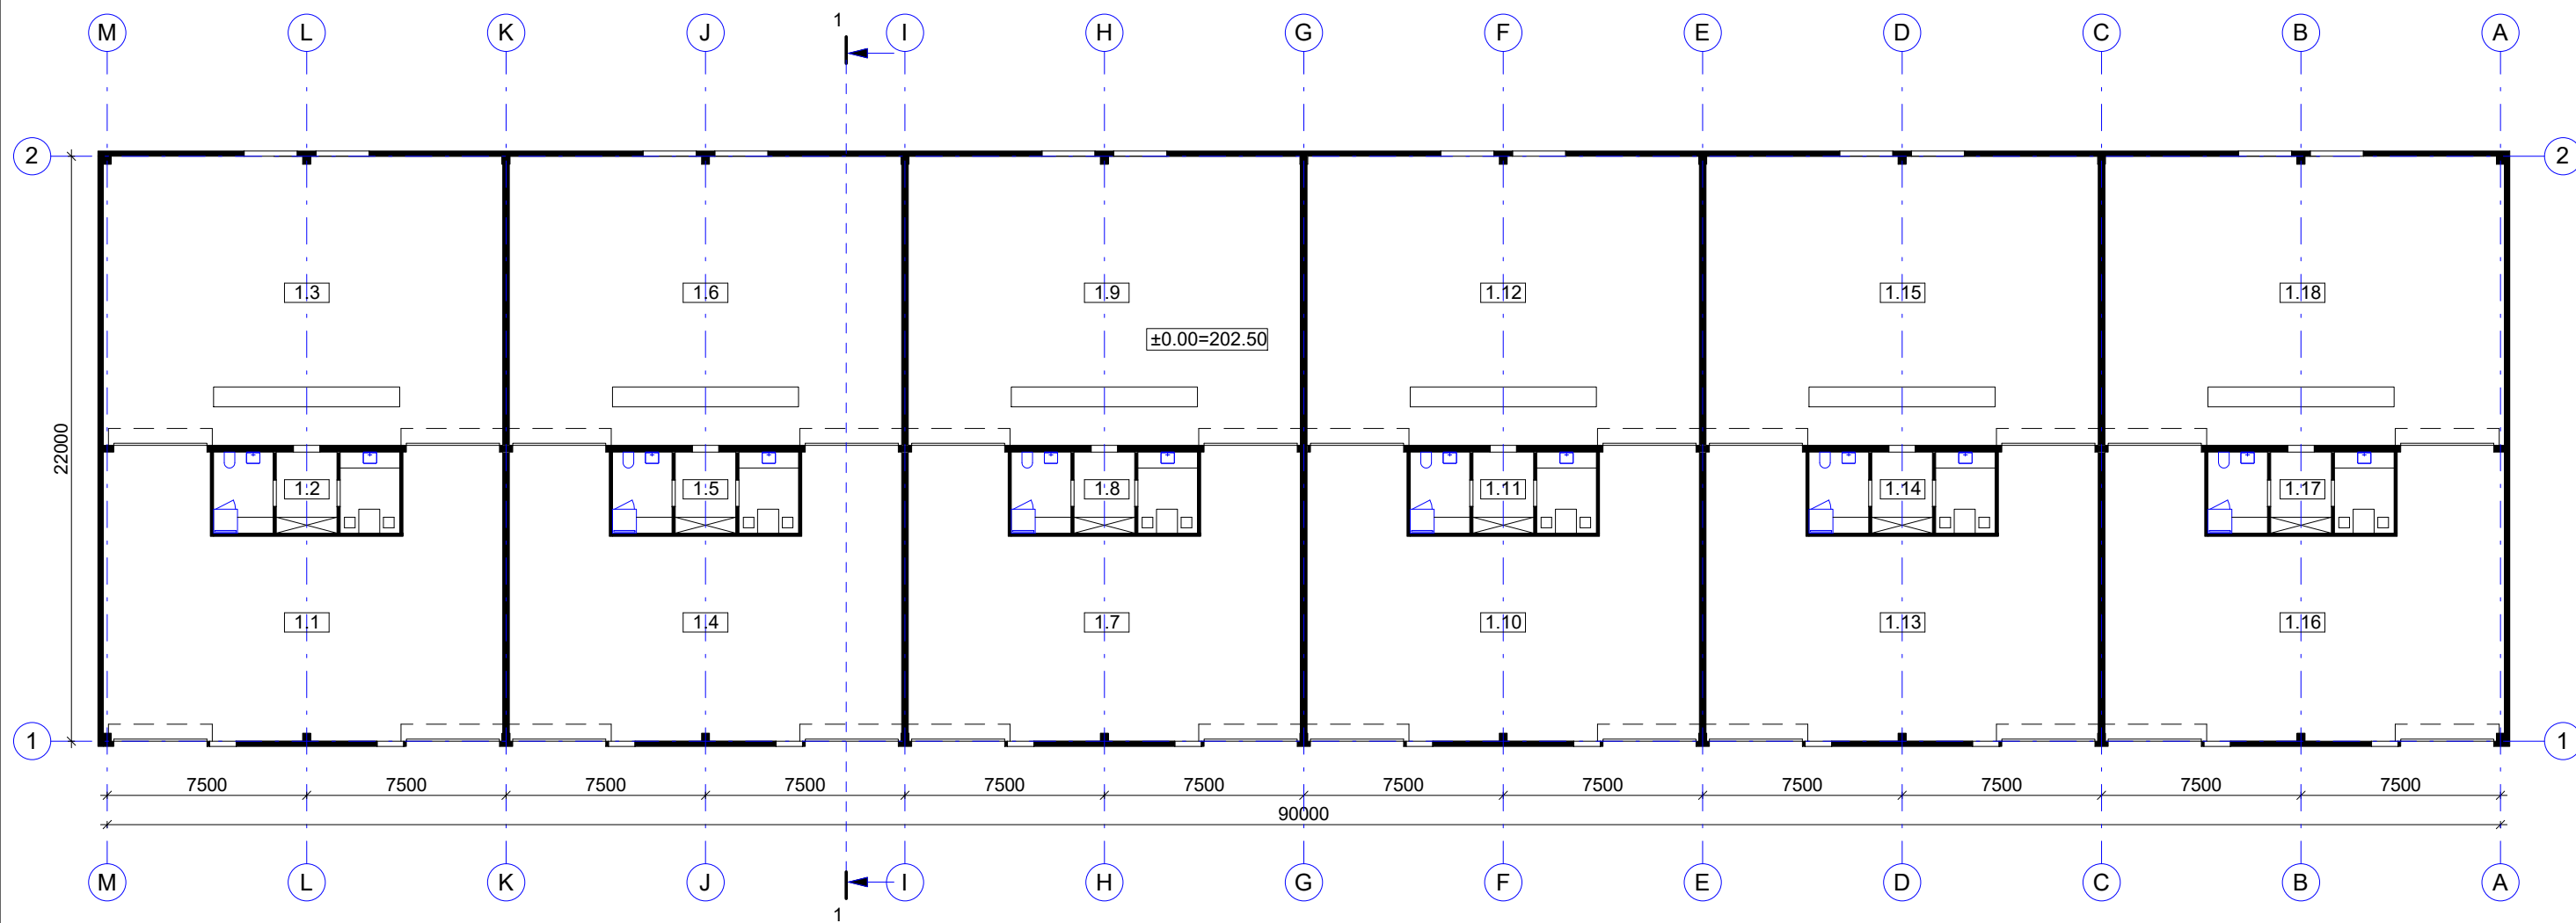 M L K J 1 I H G F E D C B A
2 2
1.3 1.6 1.9 1.12 1.15 1.18
±0.00=202.50
22000
1.2 1.5 1.8 1.11 1.14 1.17
1.1 1.4 1.7 1.10 1.13 1.16
1 1
7500 7500 7500 7500 7500 7500 7500 7500 7500 7500 7500 7500
90000
M L K J I H G F E D C B A
1